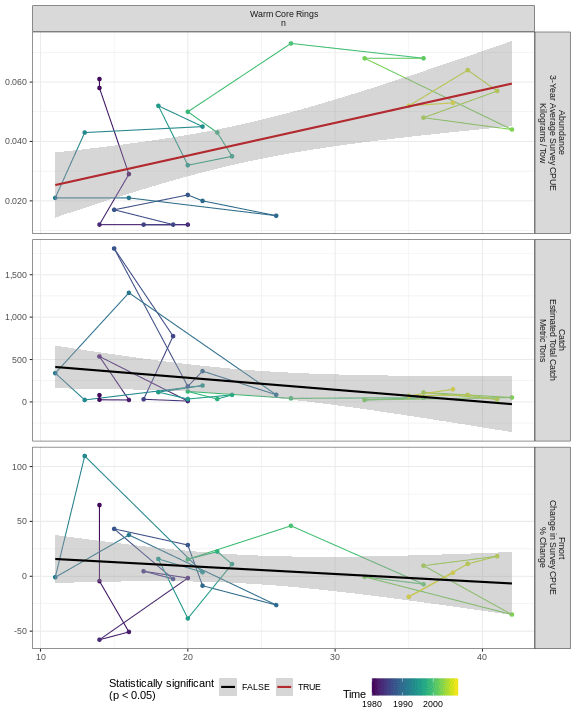 Warm Core Rings
n
0.060
0.040
0.020
Abundance
3-Year Average Survey CPUE
Kilograms / Tow
1,500
1,000
500
0
Catch
Estimated Total Catch
Metric Tons
100
50
0
-50
Fmort
Change in Survey CPUE
% Change
10
20
30
40
Statistically significant
(p < 0.05)
FALSE
TRUE
Time
1980
1990
2000